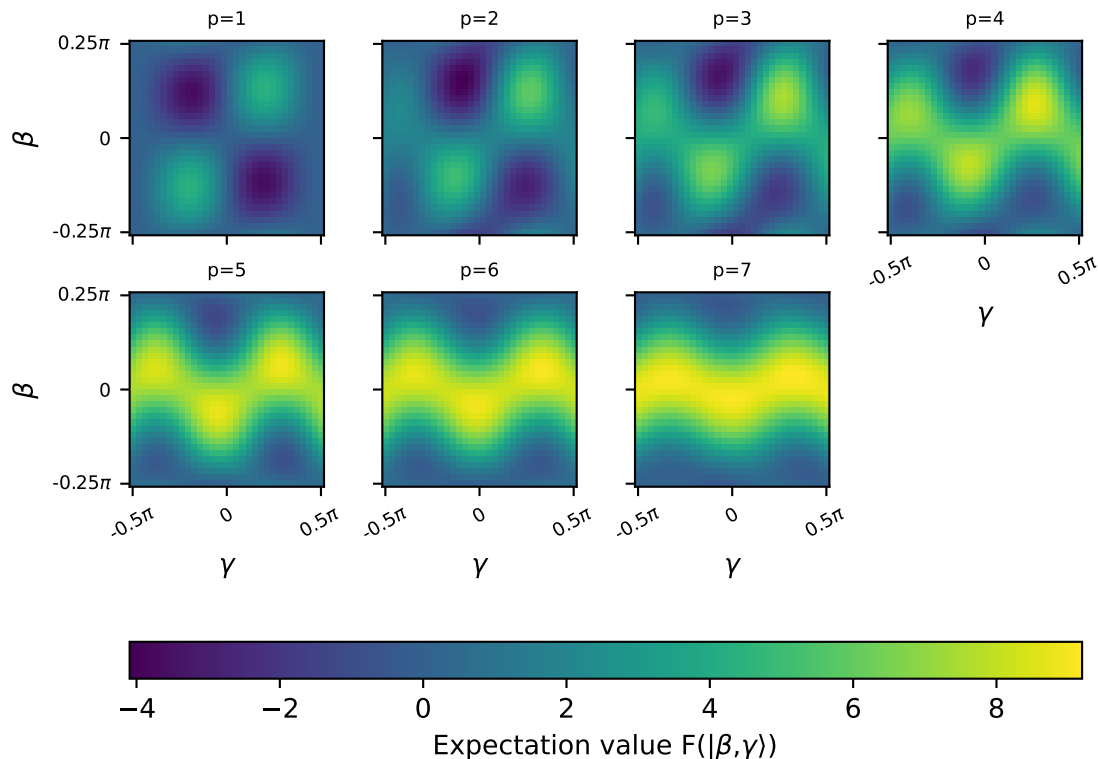 p=1 p=2 p=3 p=4
0.25π
β
0
-0.25π
-0.5π 0 0.5π
γ
p=5 p=6 p=7
0.25π
β
0
-0.25π
-0.5π 0 0.5π -0.5π 0 0.5π -0.5π 0 0.5π
γ γ γ
−4 −2 0 2 4 6 8
Expectation value F(|β,γ⟩)